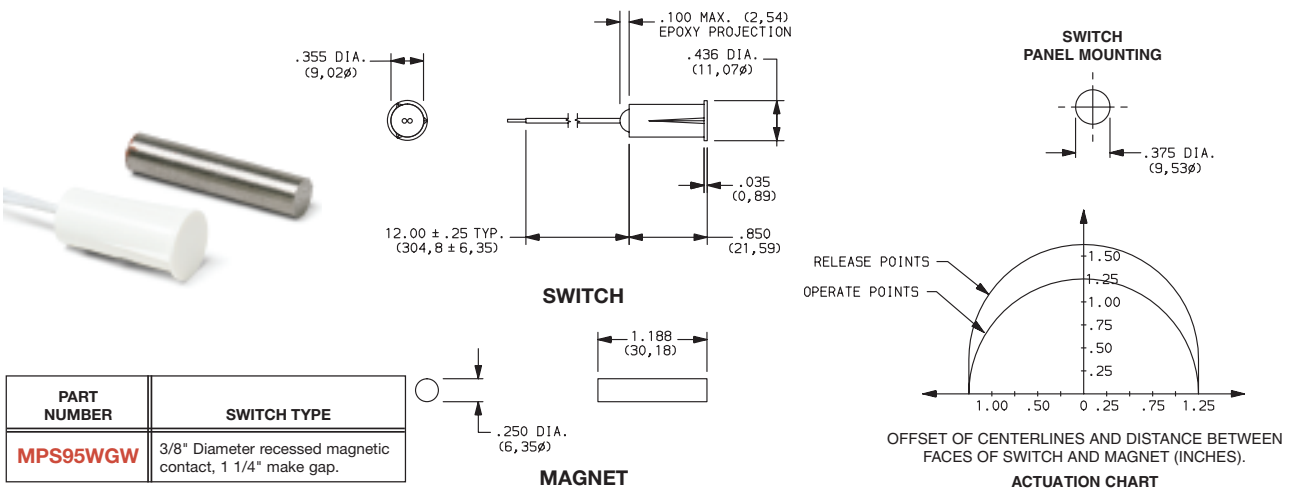 .100 MAX. (2,54)
EPOXY PROJECTION
.355 DIA.
(9,02ø)
.436 DIA.
(11,07ø)
.035
(0,89)
12.00 ± .25 TYP.
(304,8 ± 6,35)
.850
(21,59)
SWITCH
1.188
(30,18)
.250 DIA.
(6,35ø)
MAGNET
PART
NUMBER
SWITCH TYPE
MPS95WGW
3/8" Diameter recessed magnetic
contact, 1 1/4" make gap.
SWITCH
PANEL MOUNTING
.375 DIA.
(9,53ø)
RELEASE POINTS
OPERATE POINTS
1.50
1.25
1.00
.75
.50
.25
1.00 .50 0 .25 .75 1.25
OFFSET OF CENTERLINES AND DISTANCE BETWEEN
FACES OF SWITCH AND MAGNET (INCHES).
ACTUATION CHART